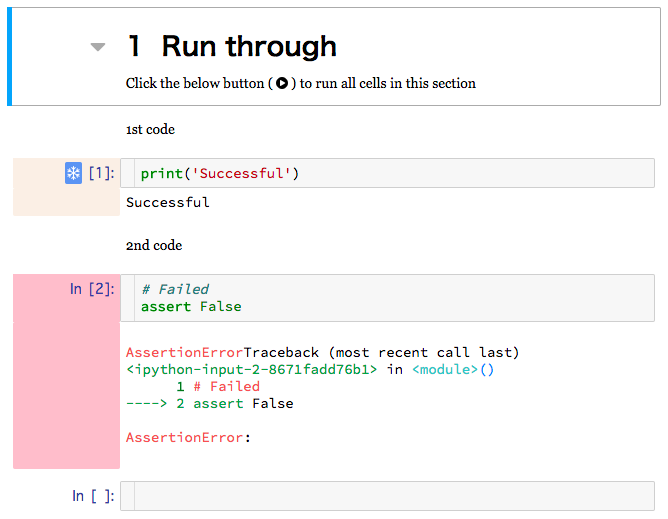 1 Run through
Click the below button ( ) to run all cells in this section
1st code
[1]: print('Successful')
Successful
2nd code
In [2]: # Failed
assert False
AssertionErrorTraceback (most recent call last)
<ipython-input-2-8671fadd76b1> in <module>()
1 # Failed
----> 2 assert False
AssertionError:
In [ ]: